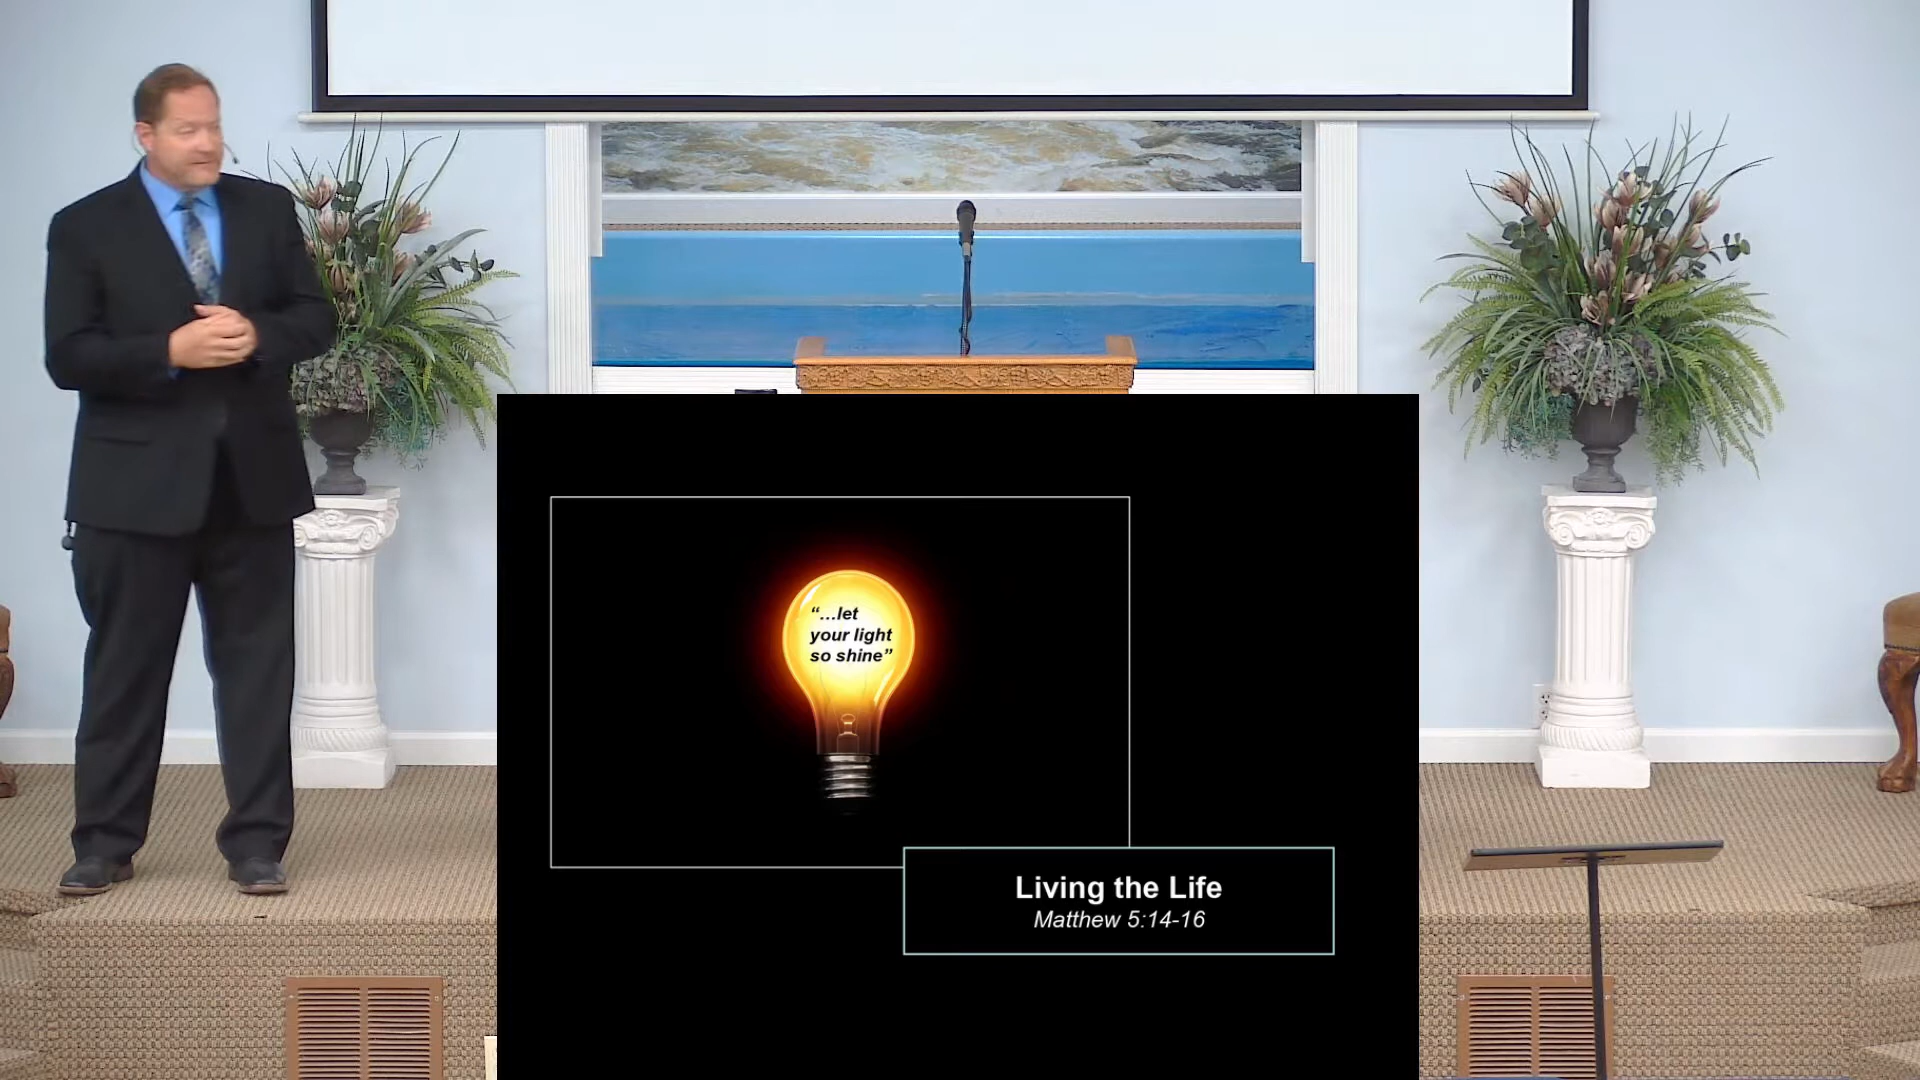 “…let
your light
so shine”
Living the Life
Matthew 5:14-16